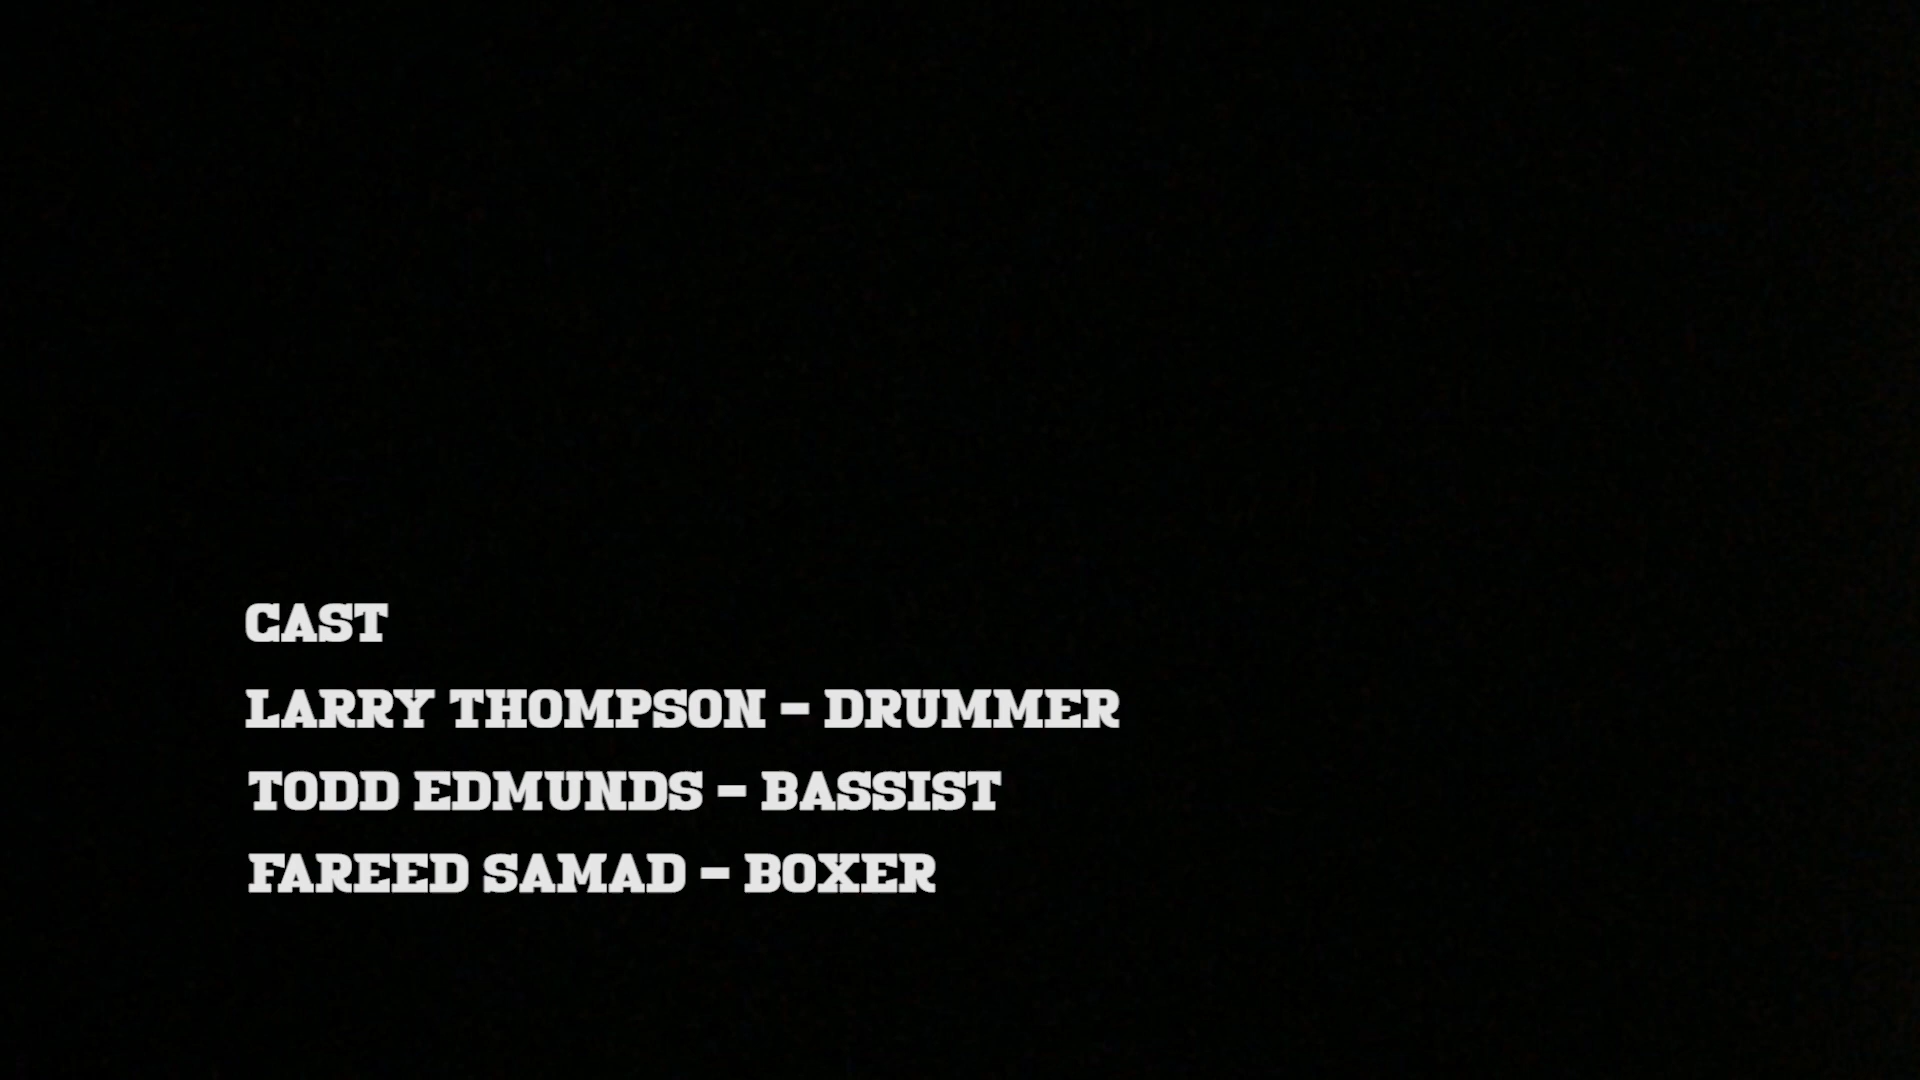 CAST
LARRY THOMPSON - DRUMMER
TODD EDMUNDS - BASSIST
FAREED SAMAD - BOXER